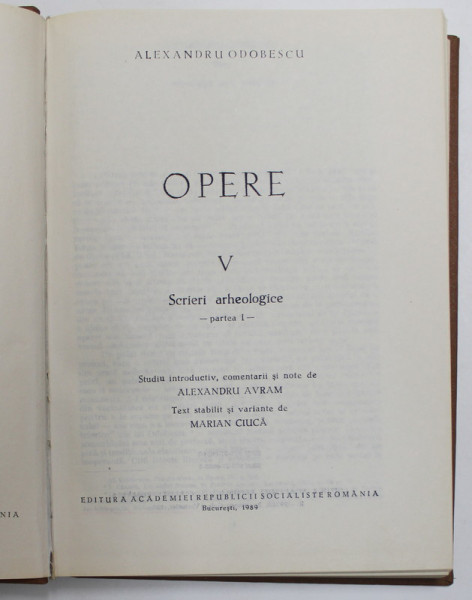 ALEXANDRU ODOBESCU
OPERE
V
Scrieri arheologice
— partea I —
Studiu introductiv, comentarii și note de
ALEXANDRU AVRAM
Text stabilit și variante de
MARIAN CIUCĂ
EDITURA ACADEMIEI REPUBLICII SOCIALISTE ROMÂNIA
București, 1989
NIA